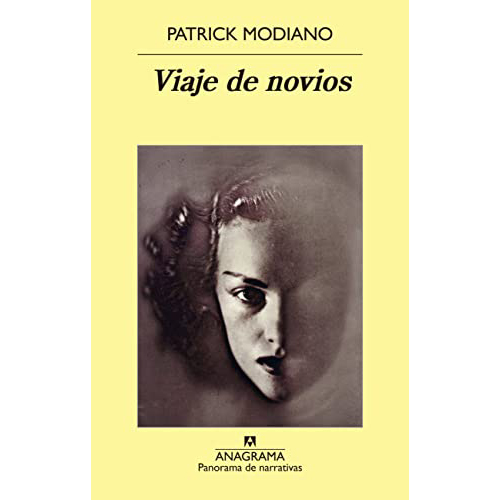 PATRICK MODIANO
Viaje de novios
ANAGRAMA
Panorama de narrativas